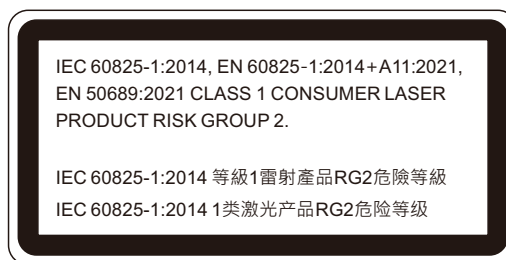 IEC 60825-1:2014, EN 60825-1:2014+A11:2021,
EN 50689:2021 CLASS 1 CONSUMER LASER
PRODUCT RISK GROUP 2.
IEC 60825-1:2014 等級1雷射產品RG2危險等級
IEC 60825-1:2014 1类激光产品RG2危险等级